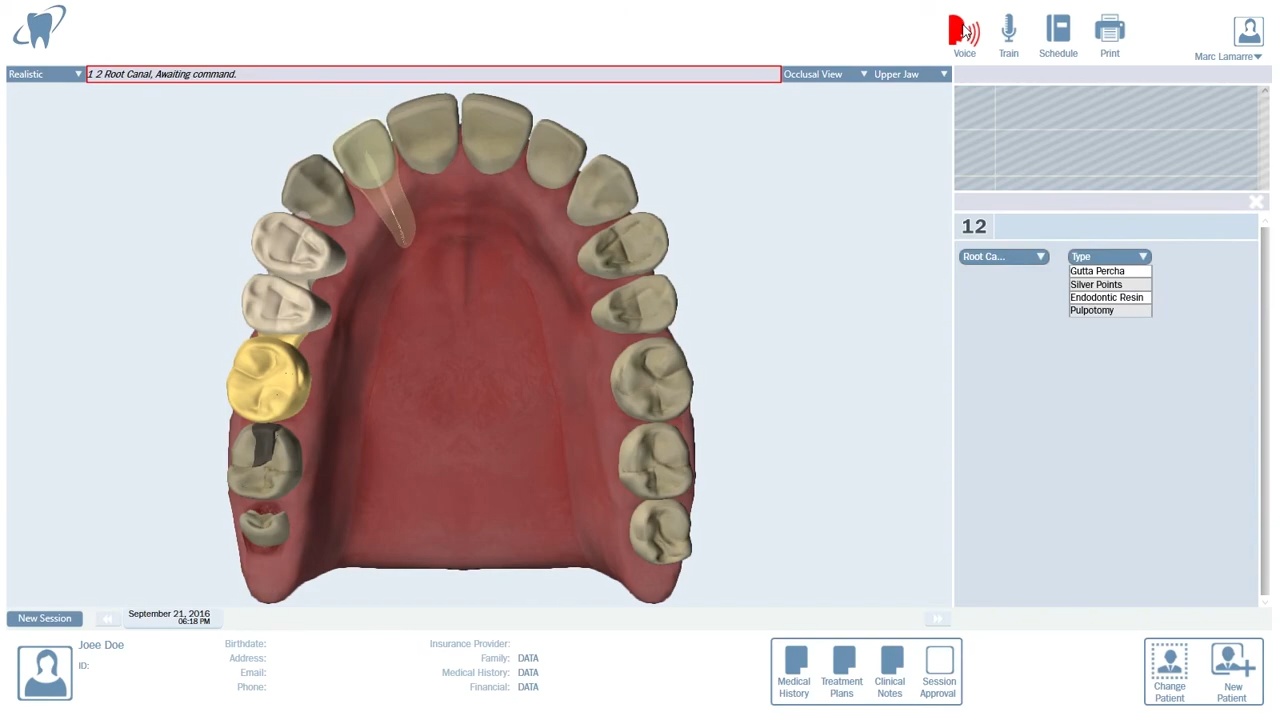 Voice
Train
Schedule
Print
Marc Lamarre
Realistic
1 2 Root Canal, Awaiting command.
Occlusal View
Upper Jaw
12
Root Ca...
Type
Gutta Percha
Silver Points
Endodontic Resin
Pulpotomy
New Session
September 21, 2016
06:18 PM
Joee Doe
ID:
Birthdate:
Address:
Email:
Phone:
Insurance Provider:
Family: DATA
Medical History: DATA
Financial: DATA
Medical
History
Treatment
Plans
Clinical
Notes
Session
Approval
Change
Patient
New
Patient